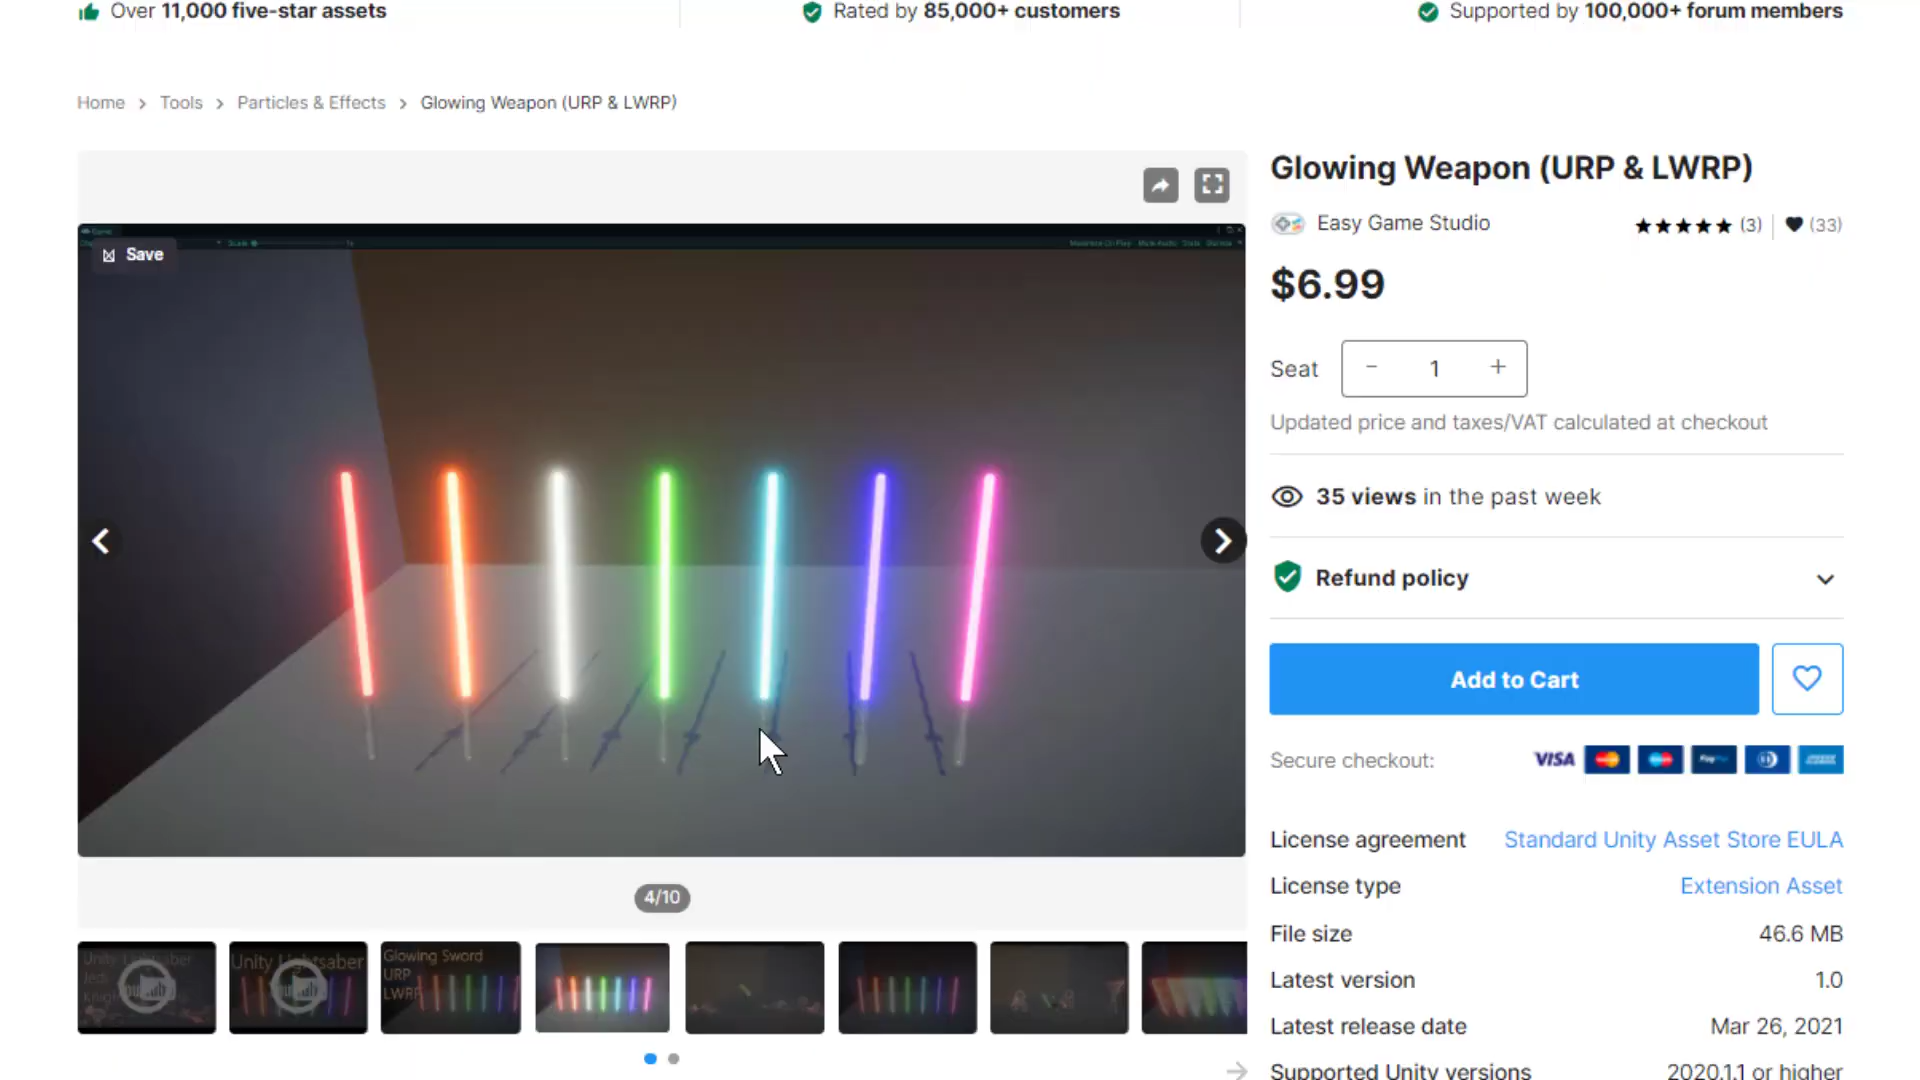 Over 11,000 five-star assets
Rated by 85,000+ customers
Supported by 100,000+ forum members
Home > Tools > Particles & Effects > Glowing Weapon (URP & LWRP)
Save
Glowing Weapon (URP & LWRP)
Easy Game Studio
(3)
(33)
$6.99
Seat
- 1 +
Updated price and taxes/VAT calculated at checkout
35 views in the past week
Refund policy
Add to Cart
Secure checkout:
VISA
4/10
Unity Lightsaber
Jedi
Unity Lightsaber
Glowing Sword
URP
LWRP
License agreement Standard Unity Asset Store EULA
License type Extension Asset
File size 46.6 MB
Latest version 1.0
Latest release date Mar 26, 2021
Supported Unity versions 2020.1.1 or higher